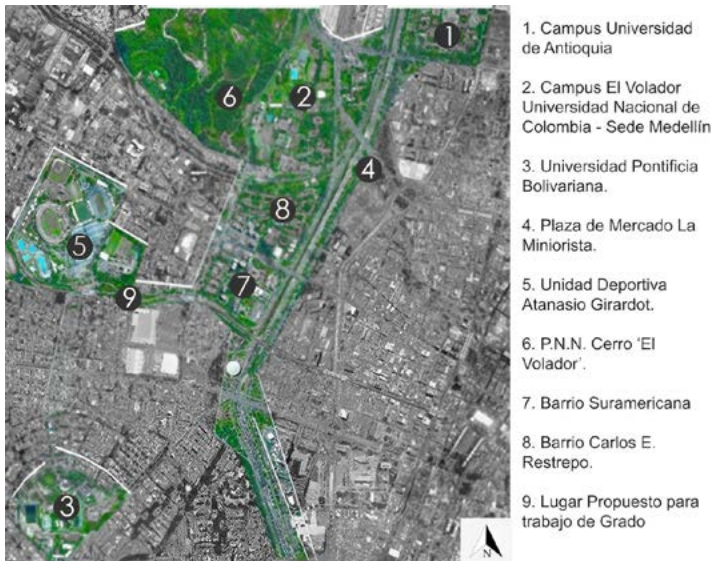 1
6
2
4
8
5
7
9
3
N
1. Campus Universidad
de Antioquia
2. Campus El Volador
Universidad Nacional de
Colombia - Sede Medellín
3. Universidad Pontificia
Bolivariana.
4. Plaza de Mercado La
Miniorista.
5. Unidad Deportiva
Atanasio Girardot.
6. P.N.N. Cerro ‘El
Volador’.
7. Barrio Suramericana
8. Barrio Carlos E.
Restrepo.
9. Lugar Propuesto para
trabajo de Grado